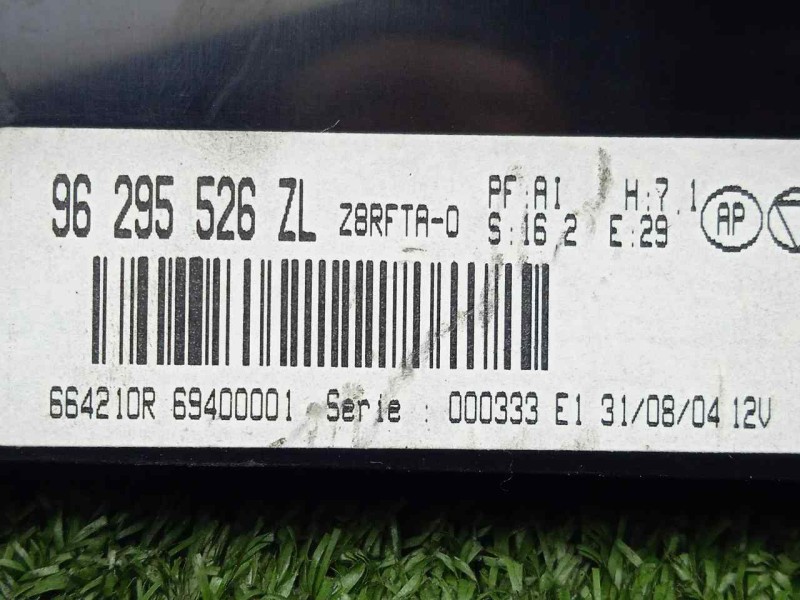 96 295 526 ZL Z8RFTA-0 PF:AI H:7.1
S:16 2 E:29 AP
664210R 69400001 Serie : 000333 E1 31/08/04 12V